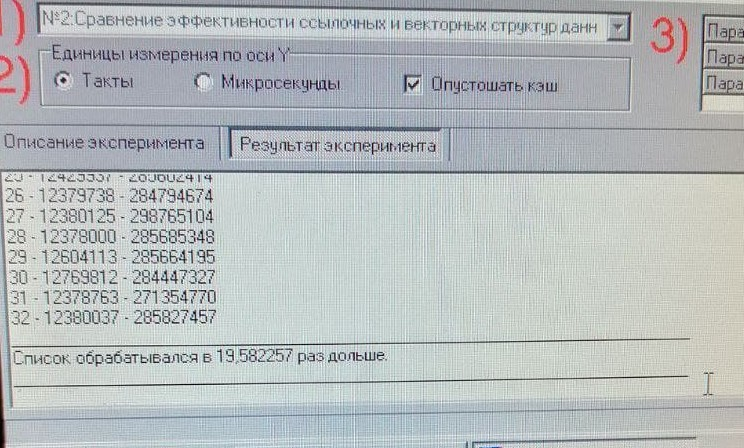 1)
№2:Сравнение эффективности ссылочных и векторных структур данн
3)
Пара
Единицы измерения по оси Y
2)
Такты
Микросекунды
Опустошать кэш
Пара
Пара
Описание эксперимента
Результат эксперимента
26 - 12379738 - 284794674
27 - 12380125 - 298765104
28 - 12378000 - 285685348
29 - 12604113 - 285664195
30 - 12769812 - 284447327
31 - 12378763 - 271354770
32 - 12380037 - 285827457
Список обрабатывался в 19,582257 раз дольше.